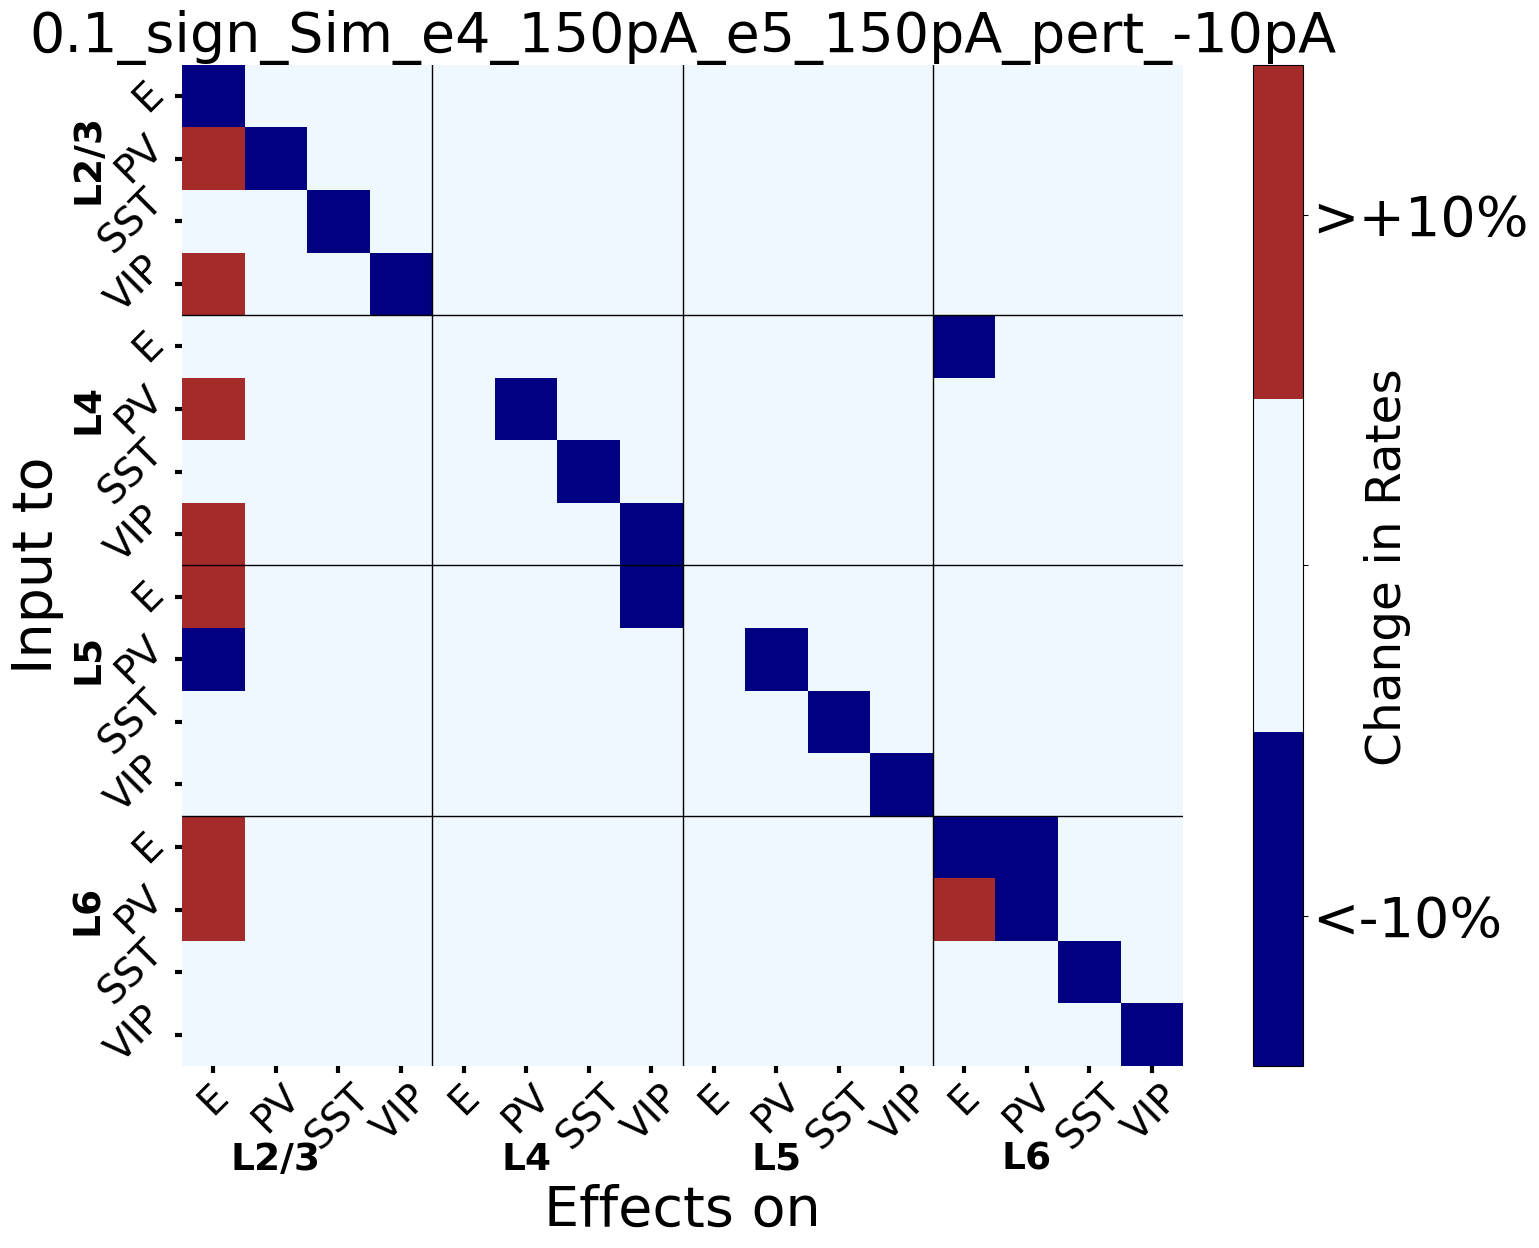 0.1_sign_Sim_e4_150pA_e5_150pA_pert_-10pA
Input to
L2/3
E
PV
SST
VIP
L4
E
PV
SST
VIP
L5
E
PV
SST
VIP
L6
E
PV
SST
VIP
E PV SST VIP E PV SST VIP E PV SST VIP E PV SST VIP
L2/3 L4 L5 L6
Effects on
>+10%
<-10%
Change in Rates